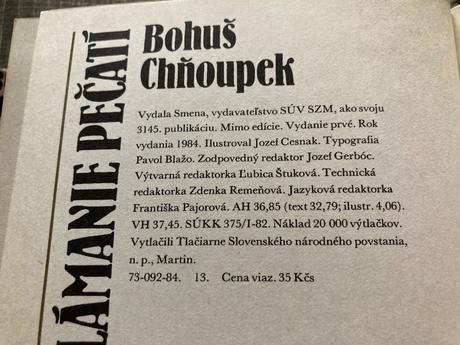 LÁMANIE PEČATÍ
Bohuš
Chňoupek
Vydala Smena, vydavateľstvo SÚV SZM, ako svoju
3145. publikáciu. Mimo edície. Vydanie prvé. Rok
vydania 1984. Ilustroval Jozef Cesnak. Typografia
Pavol Blažo. Zodpovedný redaktor Jozef Gerbóc.
Výtvarná redaktorka Ľubica Štuková. Technická
redaktorka Zdenka Remeňová. Jazyková redaktorka
Františka Pajorová. AH 36,85 (text 32,79; ilustr. 4,06).
VH 37,45. SÚKK 375/I-82. Náklad 20 000 výtlačkov.
Vytlačili Tlačiarne Slovenského národného povstania,
n. p., Martin.
73-092-84. 13. Cena viaz. 35 Kčs